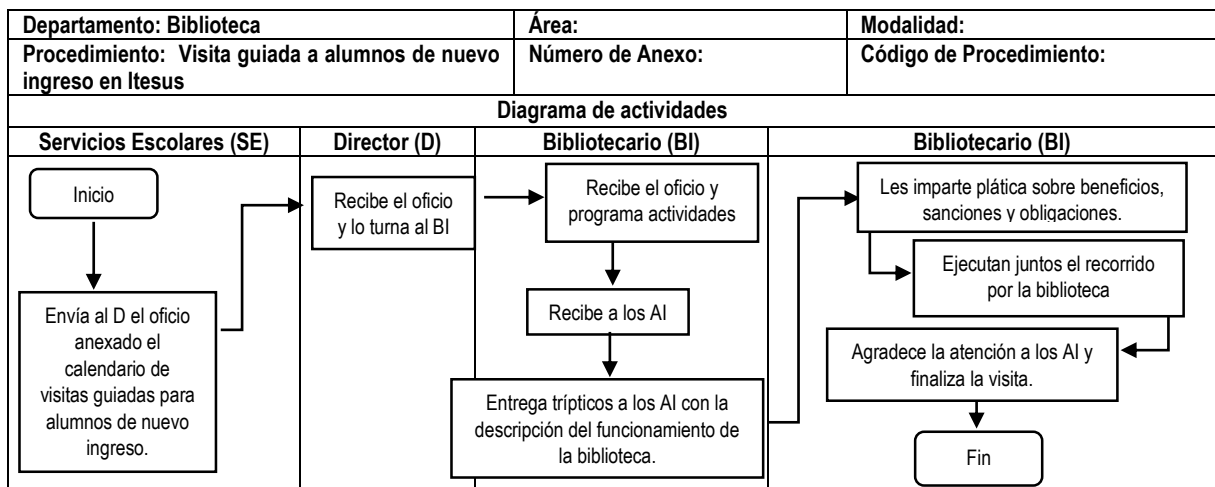 Departamento: Biblioteca
Área:
Modalidad:
Procedimiento: Visita guiada a alumnos de nuevo
ingreso en Itesus
Número de Anexo:
Código de Procedimiento:
Diagrama de actividades
Servicios Escolares (SE)
Director (D)
Bibliotecario (BI)
Bibliotecario (BI)
Inicio
Envía al D el oficio
anexado el
calendario de
visitas guiadas para
alumnos de nuevo
ingreso.
Recibe el oficio
y lo turna al BI
Recibe el oficio y
programa actividades
Recibe a los AI
Entrega trípticos a los AI con la
descripción del funcionamiento de
la biblioteca.
Les imparte plática sobre beneficios,
sanciones y obligaciones.
Ejecutan juntos el recorrido
por la biblioteca
Agradece la atención a los AI y
finaliza la visita.
Fin